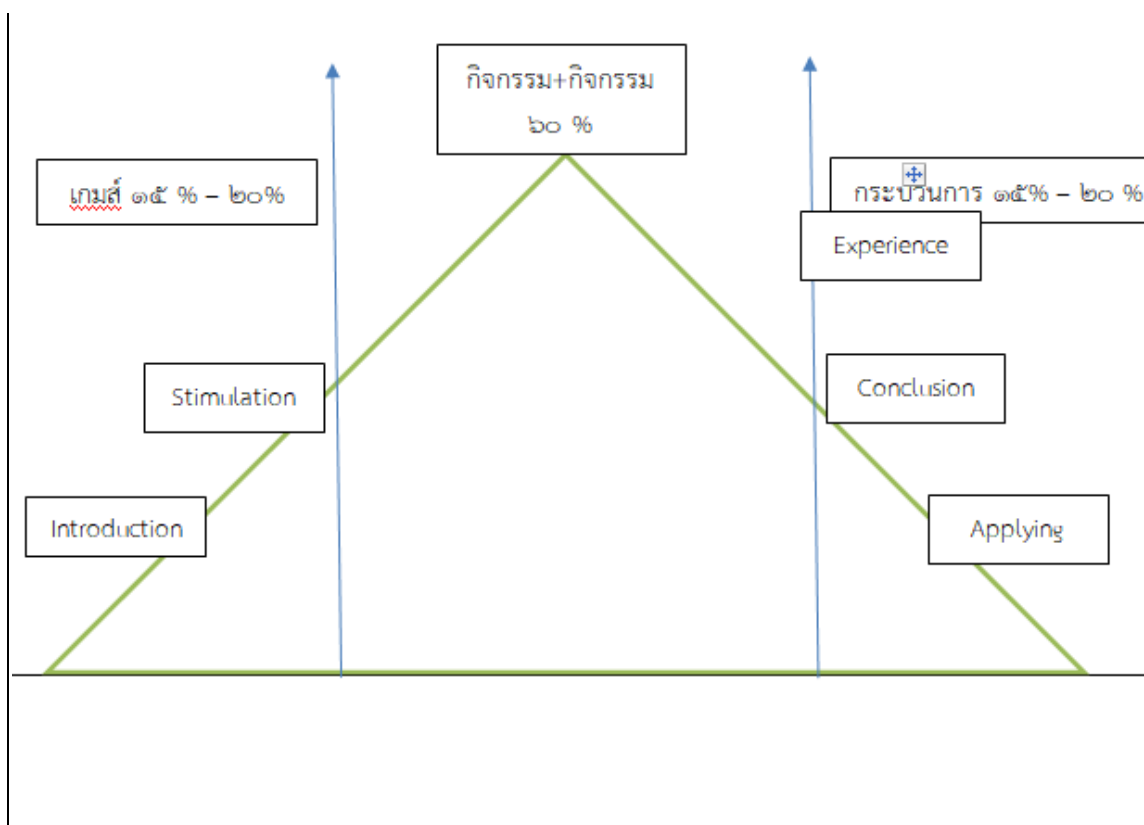 กิจกรรม+กิจกรรม
๖๐ %
เกมส์ ๑๕ % – ๒๐%
กระบวนการ ๑๕% – ๒๐ %
Experience
Stimulation
Conclusion
Introduction
Applying